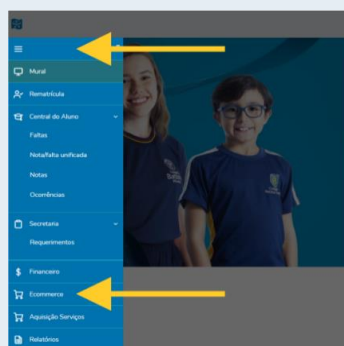 Mural
Rematrícula
Central do Aluno
Faltas
Nota/falta unificada
Notas
Ocorrências
Secretaria
Requerimentos
Financeiro
Ecommerce
Aquisição Serviços
Relatórios